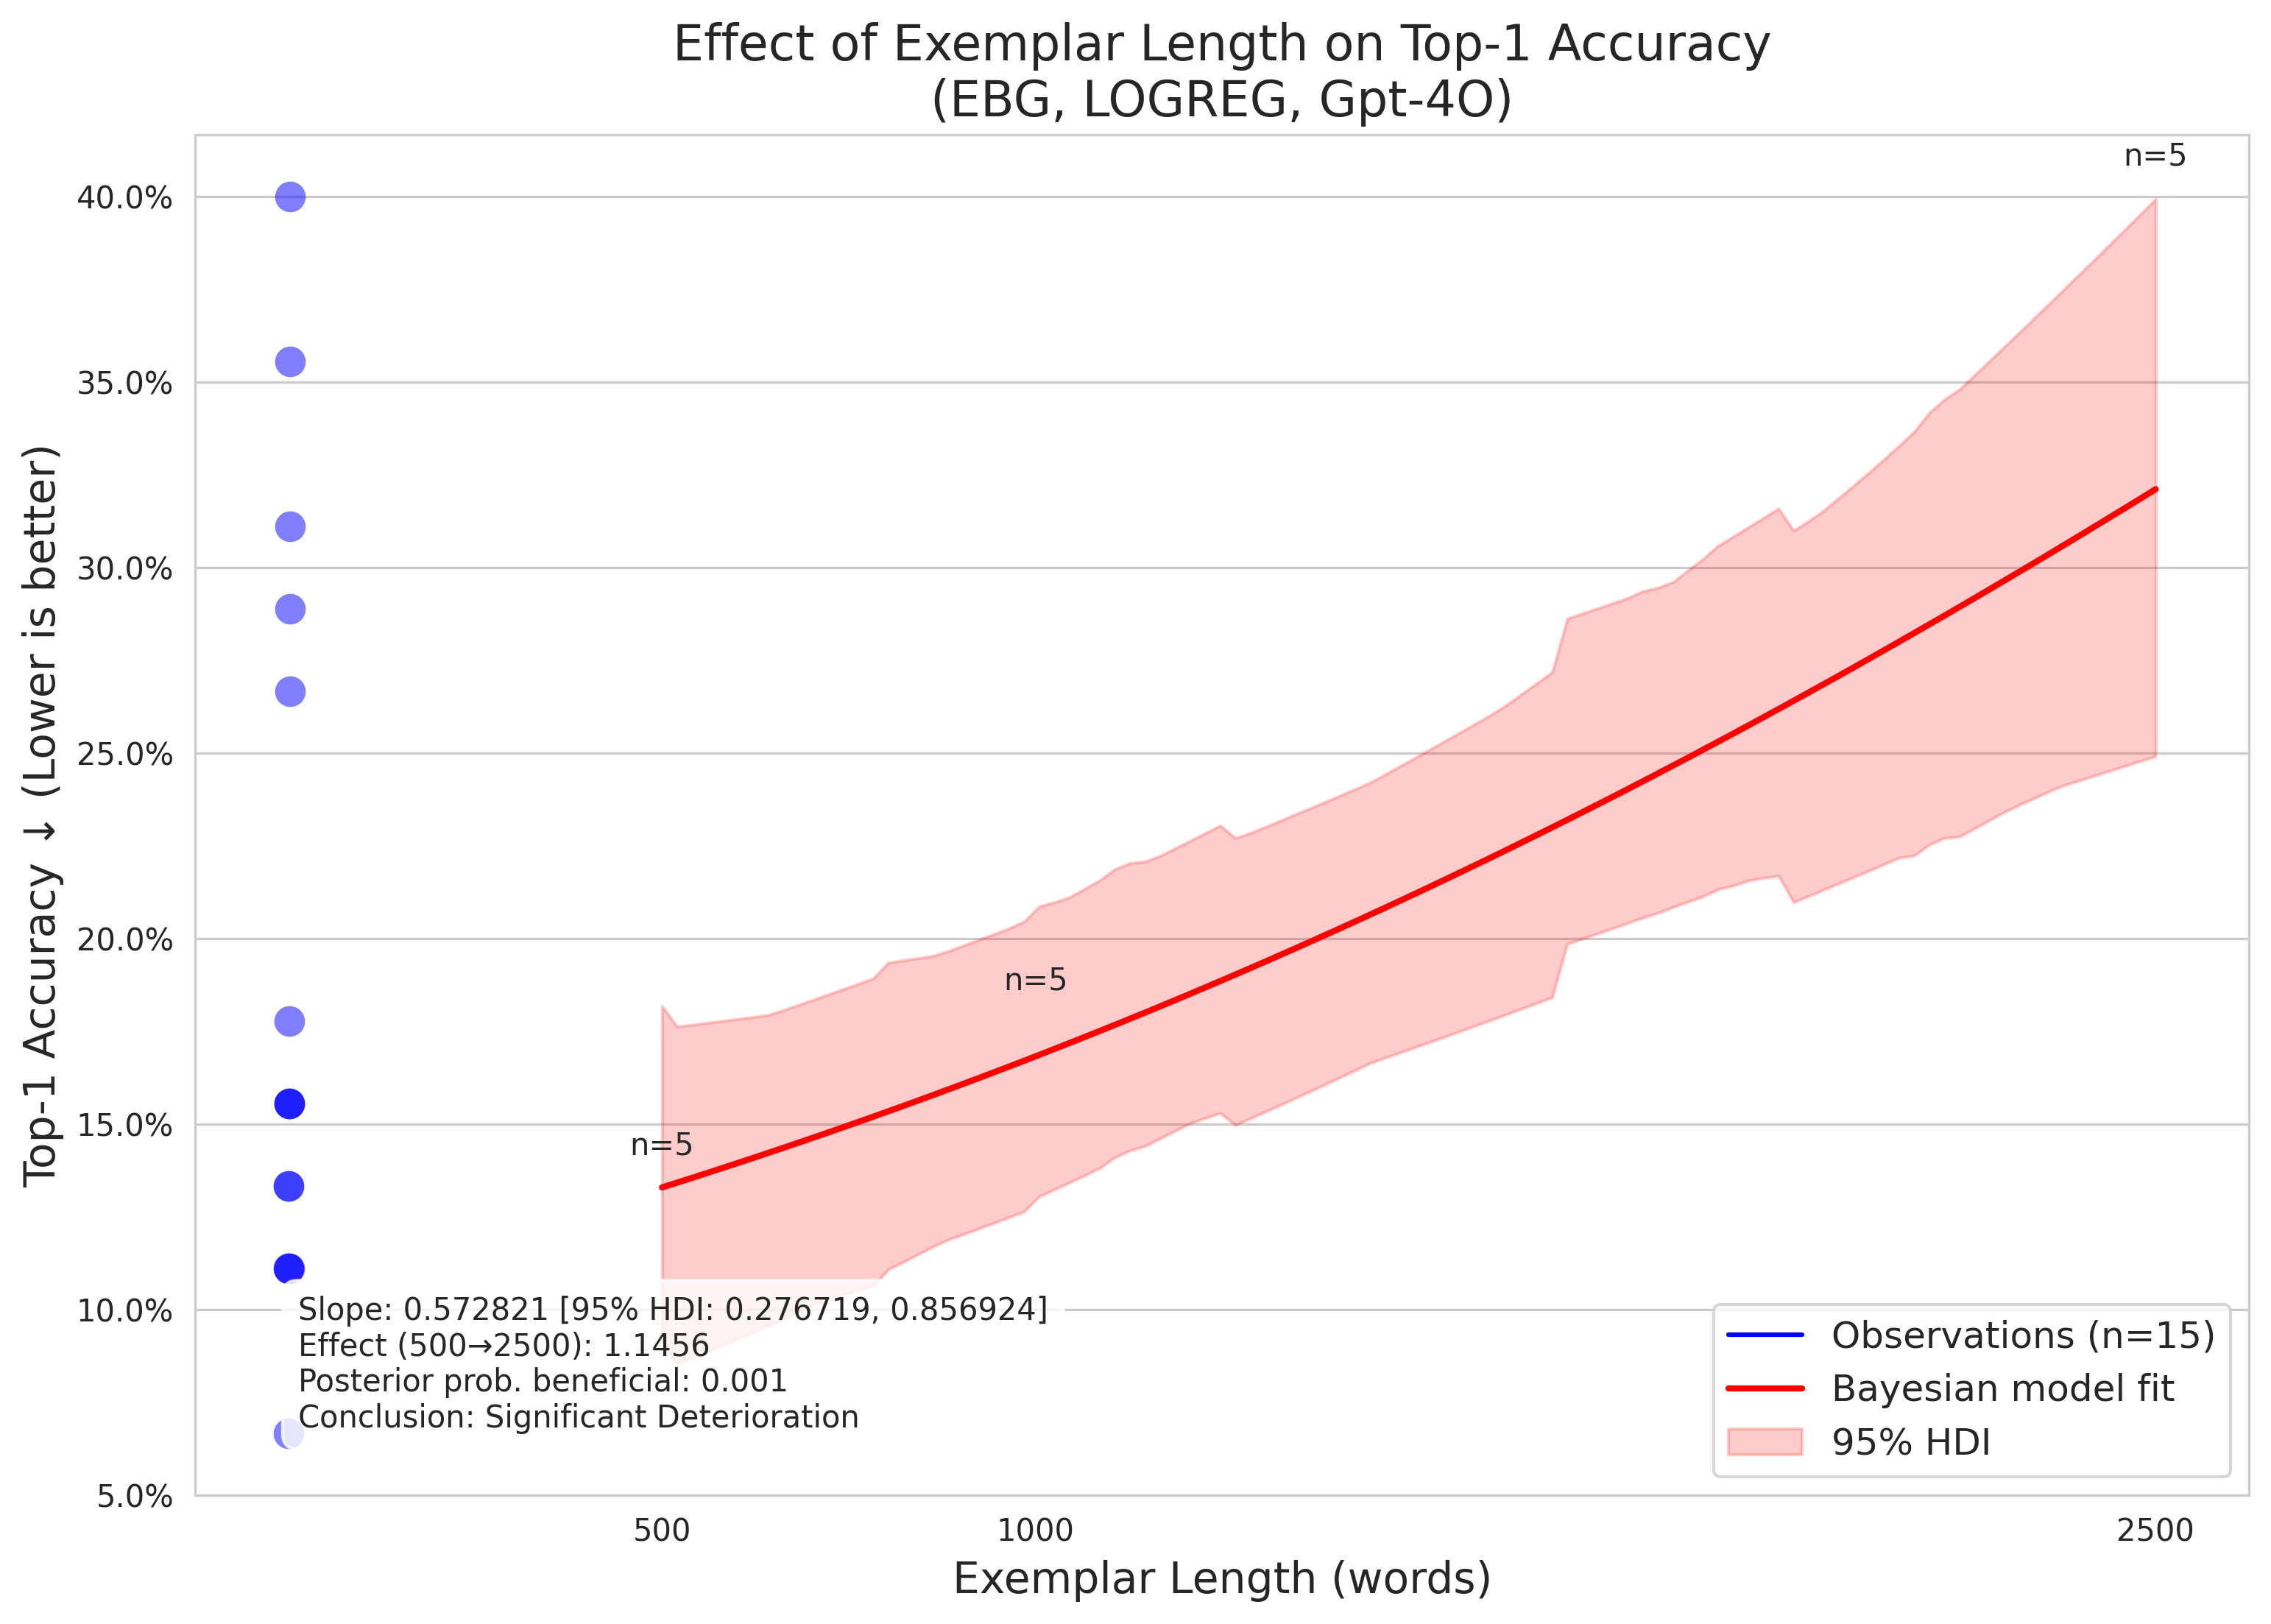 Effect of Exemplar Length on Top-1 Accuracy
(EBG, LOGREG, Gpt-4O)
Top-1 Accuracy ↓ (Lower is better)
40.0%
35.0%
30.0%
25.0%
20.0%
15.0%
10.0%
5.0%
n=5
n=5
n=5
Slope: 0.572821 [95% HDI: 0.276719, 0.856924]
Effect (500→2500): 1.1456
Posterior prob. beneficial: 0.001
Conclusion: Significant Deterioration
Observations (n=15)
Bayesian model fit
95% HDI
500
1000
2500
Exemplar Length (words)